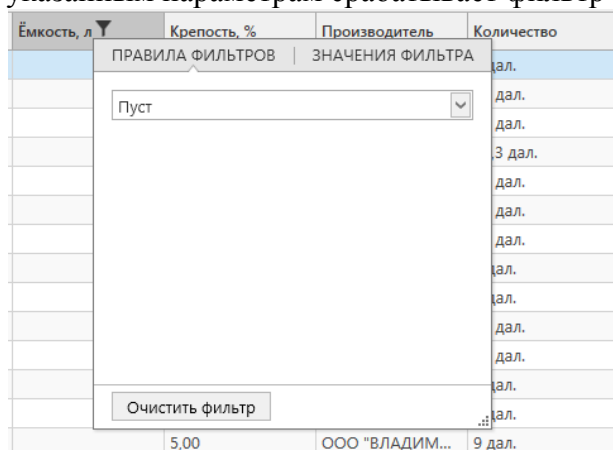 указанным параметрам срабатывает фильтр
Ёмкость, л Крепость, % Производитель Количество
ПРАВИЛА ФИЛЬТРОВ | ЗНАЧЕНИЯ ФИЛЬТРА
дал.
Пуст
дал.
дал.
,3 дал.
дал.
дал.
дал.
дал.
дал.
дал.
дал.
дал.
Очистить фильтр
дал.
5,00 ООО "ВЛАДИМ... 9 дал.